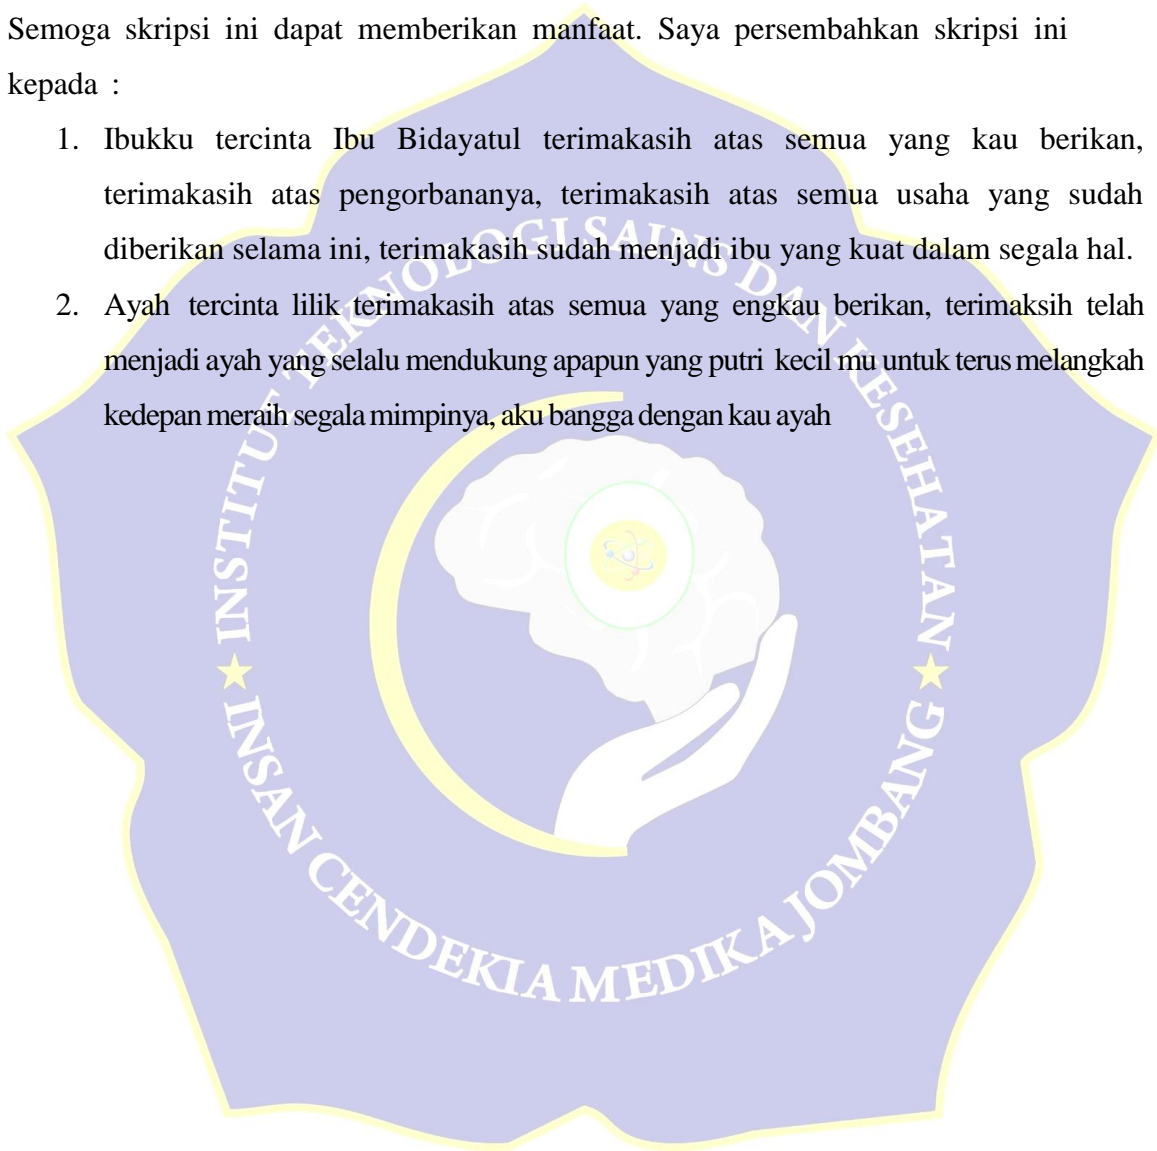 Semoga skripsi ini dapat memberikan manfaat. Saya persembahkan skripsi ini
kepada :
1. Ibukku tercinta Ibu Bidayatul terimakasih atas semua yang kau berikan,
terimakasih atas pengorbananya, terimakasih atas semua usaha yang sudah
diberikan selama ini, terimakasih sudah menjadi ibu yang kuat dalam segala hal.
2. Ayah tercinta lilik terimakasih atas semua yang engkau berikan, terimaksih telah
menjadi ayah yang selalu mendukung apapun yang putri kecil mu untuk terus melangkah
kedepan meraih segala mimpinya, aku bangga dengan kau ayah
INSTITUT TEKNOLOGI SAINS DAN KESEHATAN
INSAN CENDEKIA MEDIKA JOMBANG